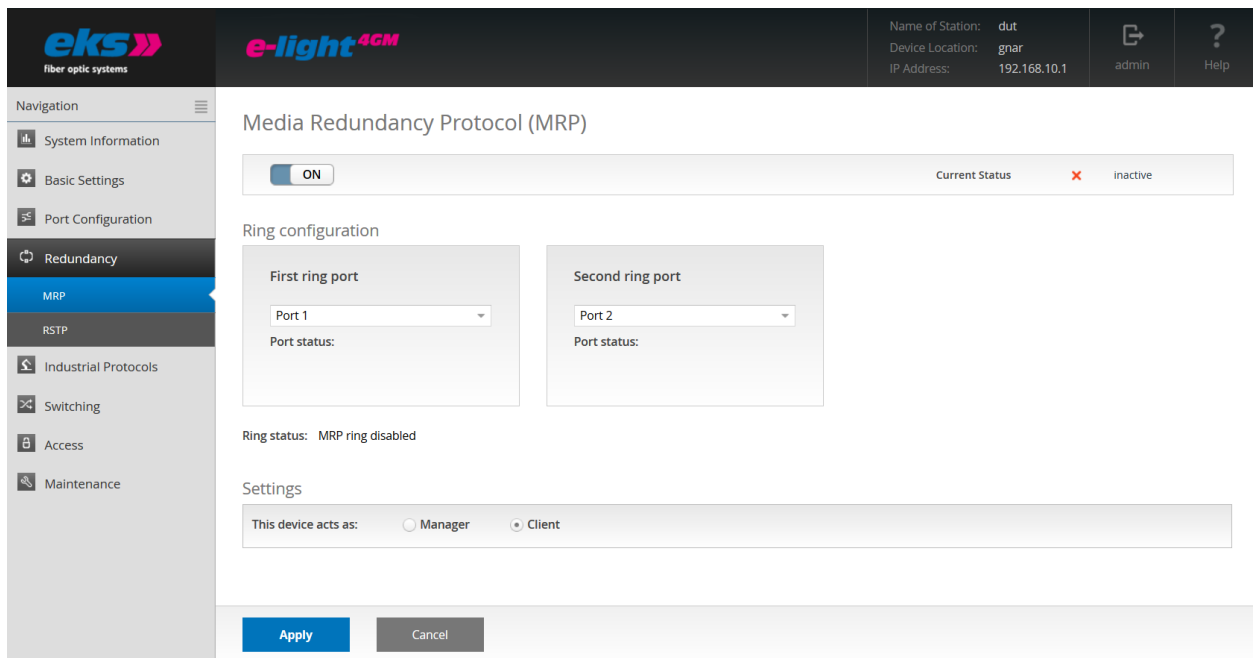 eks
fiber optic systems
e-light 4GM
Name of Station: dut
Device Location: gnar
IP Address: 192.168.10.1
admin
?
Help
Navigation
System Information
Basic Settings
Port Configuration
Redundancy
MRP
RSTP
Industrial Protocols
Switching
Access
Maintenance
Media Redundancy Protocol (MRP)
ON
Current Status inactive
Ring configuration
First ring port
Port 1
Port status:
Second ring port
Port 2
Port status:
Ring status: MRP ring disabled
Settings
This device acts as: Manager Client
Apply Cancel